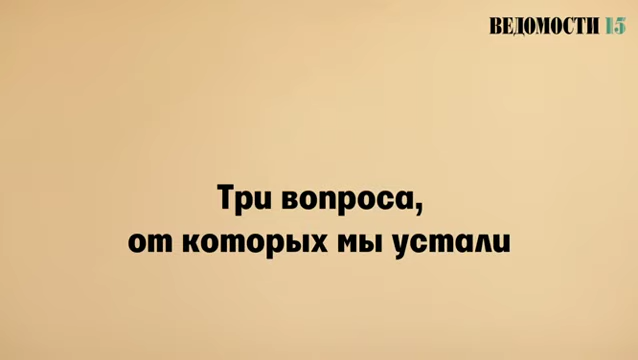 ВЕДОМОСТИ 15
Три вопроса,
от которых мы устали